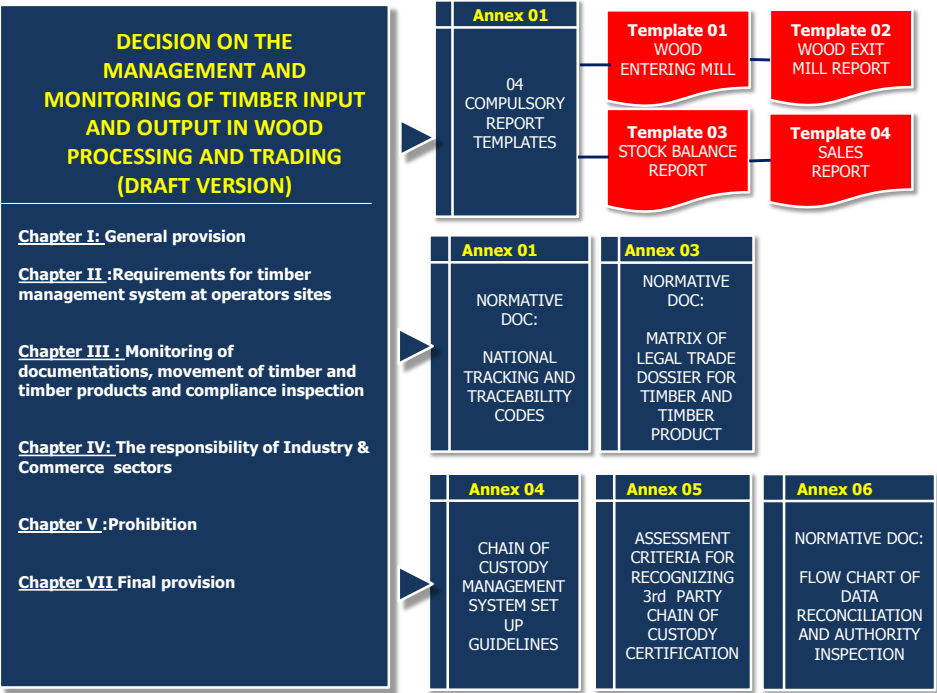 DECISION ON THE
MANAGEMENT AND
MONITORING OF TIMBER INPUT
AND OUTPUT IN WOOD
PROCESSING AND TRADING
(DRAFT VERSION)
Chapter I: General provision
Chapter II :Requirements for timber
management system at operators sites
Chapter III : Monitoring of
documentations, movement of timber and
timber products and compliance inspection
Chapter IV: The responsibility of Industry &
Commerce sectors
Chapter V :Prohibition
Chapter VII Final provision
Annex 01
04
COMPULSORY
REPORT
TEMPLATES
Template 01
WOOD
ENTERING MILL
Template 02
WOOD EXIT
MILL REPORT
Template 03
STOCK BALANCE
REPORT
Template 04
SALES
REPORT
Annex 01
NORMATIVE
DOC:
NATIONAL
TRACKING AND
TRACEABILITY
CODES
Annex 03
NORMATIVE
DOC:
MATRIX OF
LEGAL TRADE
DOSSIER FOR
TIMBER AND
TIMBER
PRODUCT
Annex 04
CHAIN OF
CUSTODY
MANAGEMENT
SYSTEM SET
UP
GUIDELINES
Annex 05
ASSESSMENT
CRITERIA FOR
RECOGNIZING
3rd PARTY
CHAIN OF
CUSTODY
CERTIFICATION
Annex 06
NORMATIVE DOC:
FLOW CHART OF
DATA
RECONCILIATION
AND AUTHORITY
INSPECTION